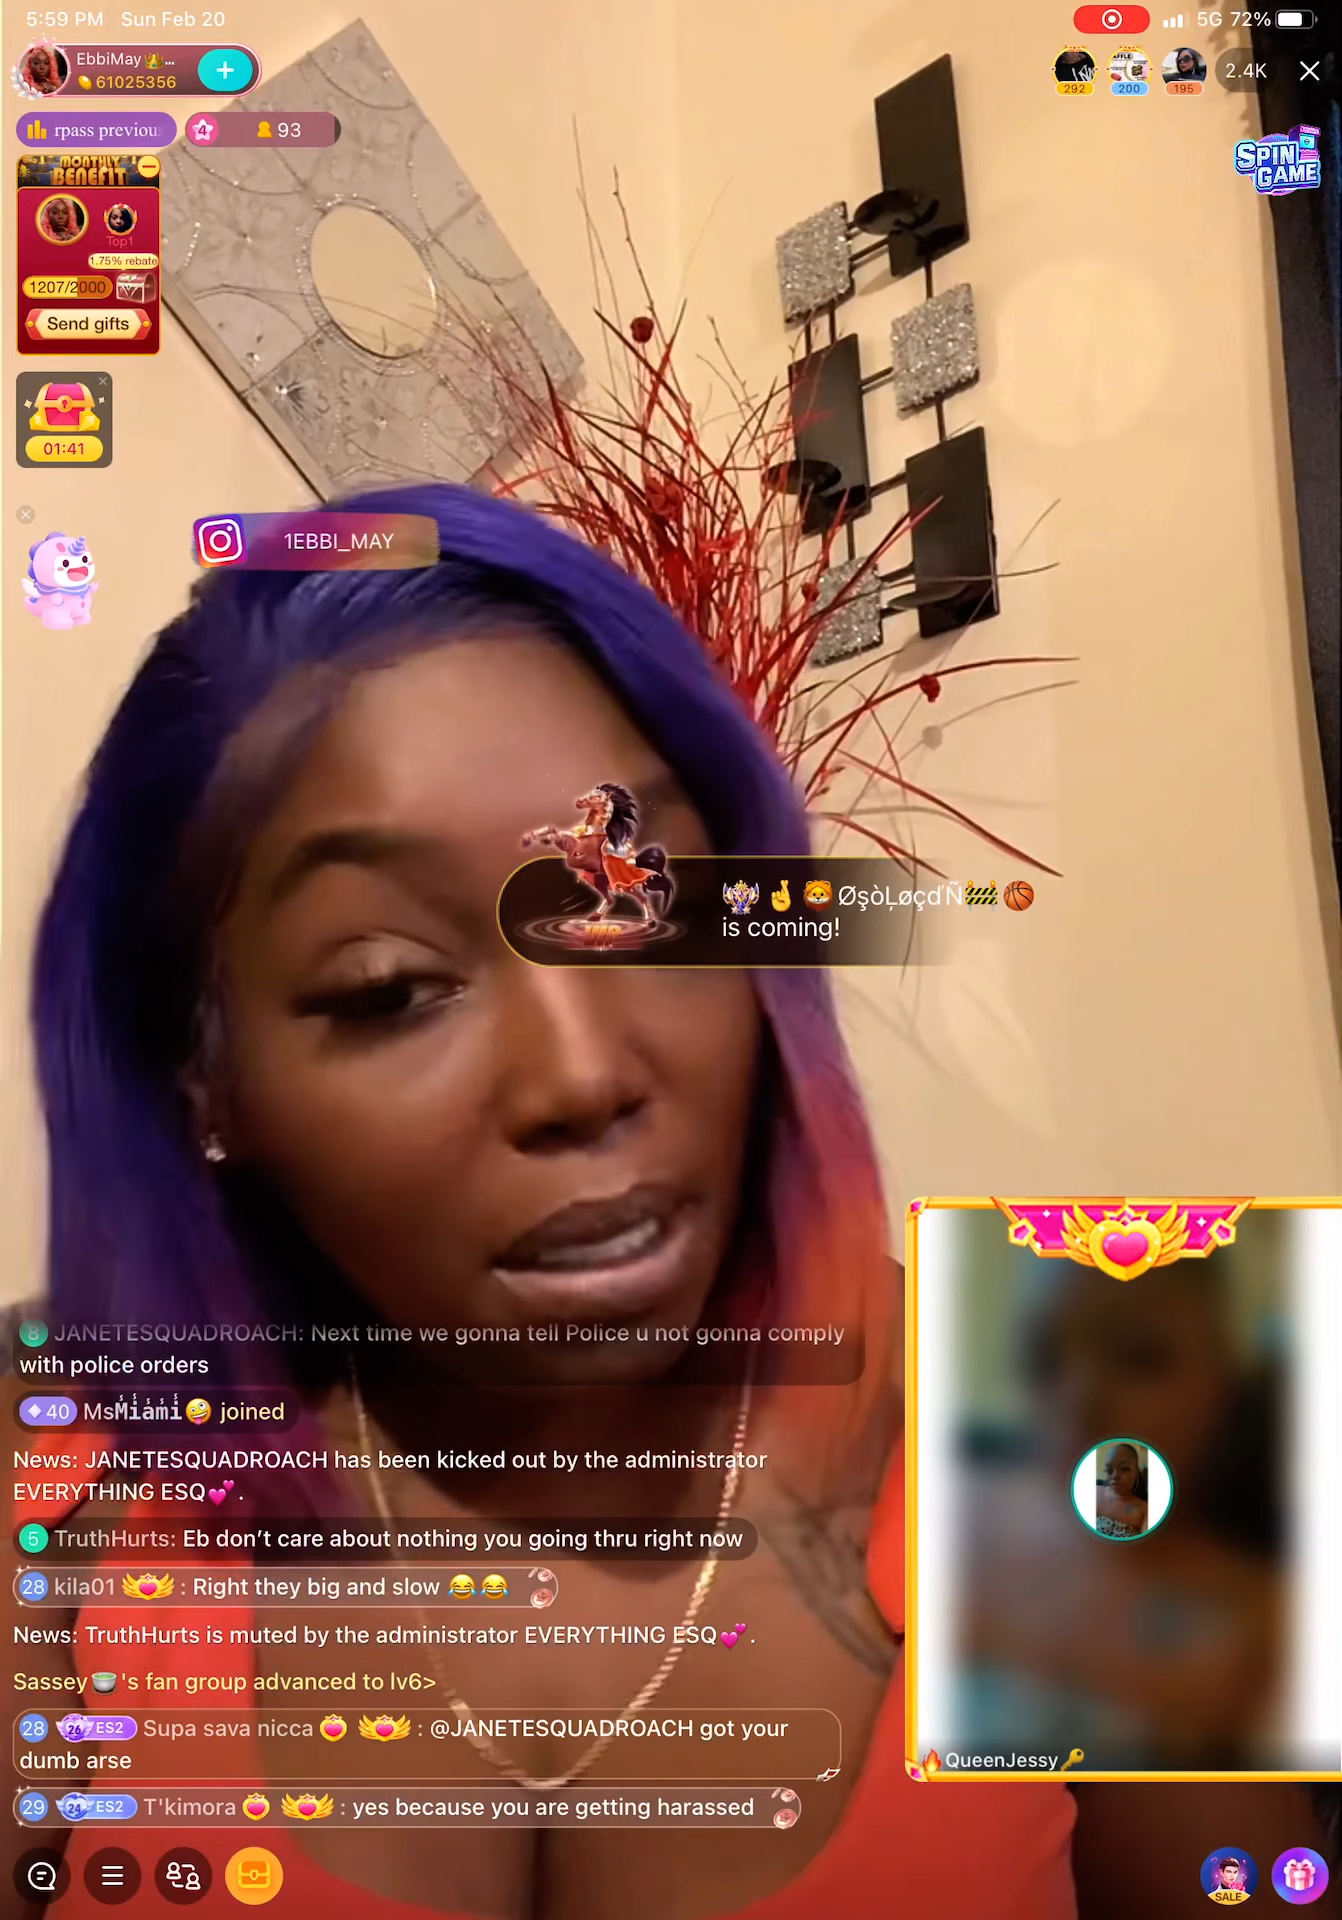 5:59 PM Sun Feb 20
5G 72%
EbbiMay👑...
61025356
292
200
195
2.4K
rpass previou
4
93
MONTHLY
BENEFIT
Top1
1.75% rebate
1207/2000
Send gifts
SPIN
GAME
01:41
1EBBI_MAY
🤞🦁ØşòĻøçďÑ🚧🏀
is coming!
8 JANETESQUADROACH: Next time we gonna tell Police u not gonna comply
with police orders
40 MsMiami🤪 joined
News: JANETESQUADROACH has been kicked out by the administrator
EVERYTHING ESQ💕.
5 TruthHurts: Eb don't care about nothing you going thru right now
28 kila01 : Right they big and slow 😂😂
News: TruthHurts is muted by the administrator EVERYTHING ESQ💕.
Sassey🍵's fan group advanced to lv6>
28 26 ES2 Supa sava nicca : @JANETESQUADROACH got your
dumb arse
29 24 ES2 T'kimora : yes because you are getting harassed
🔥QueenJessy🔑
SALE